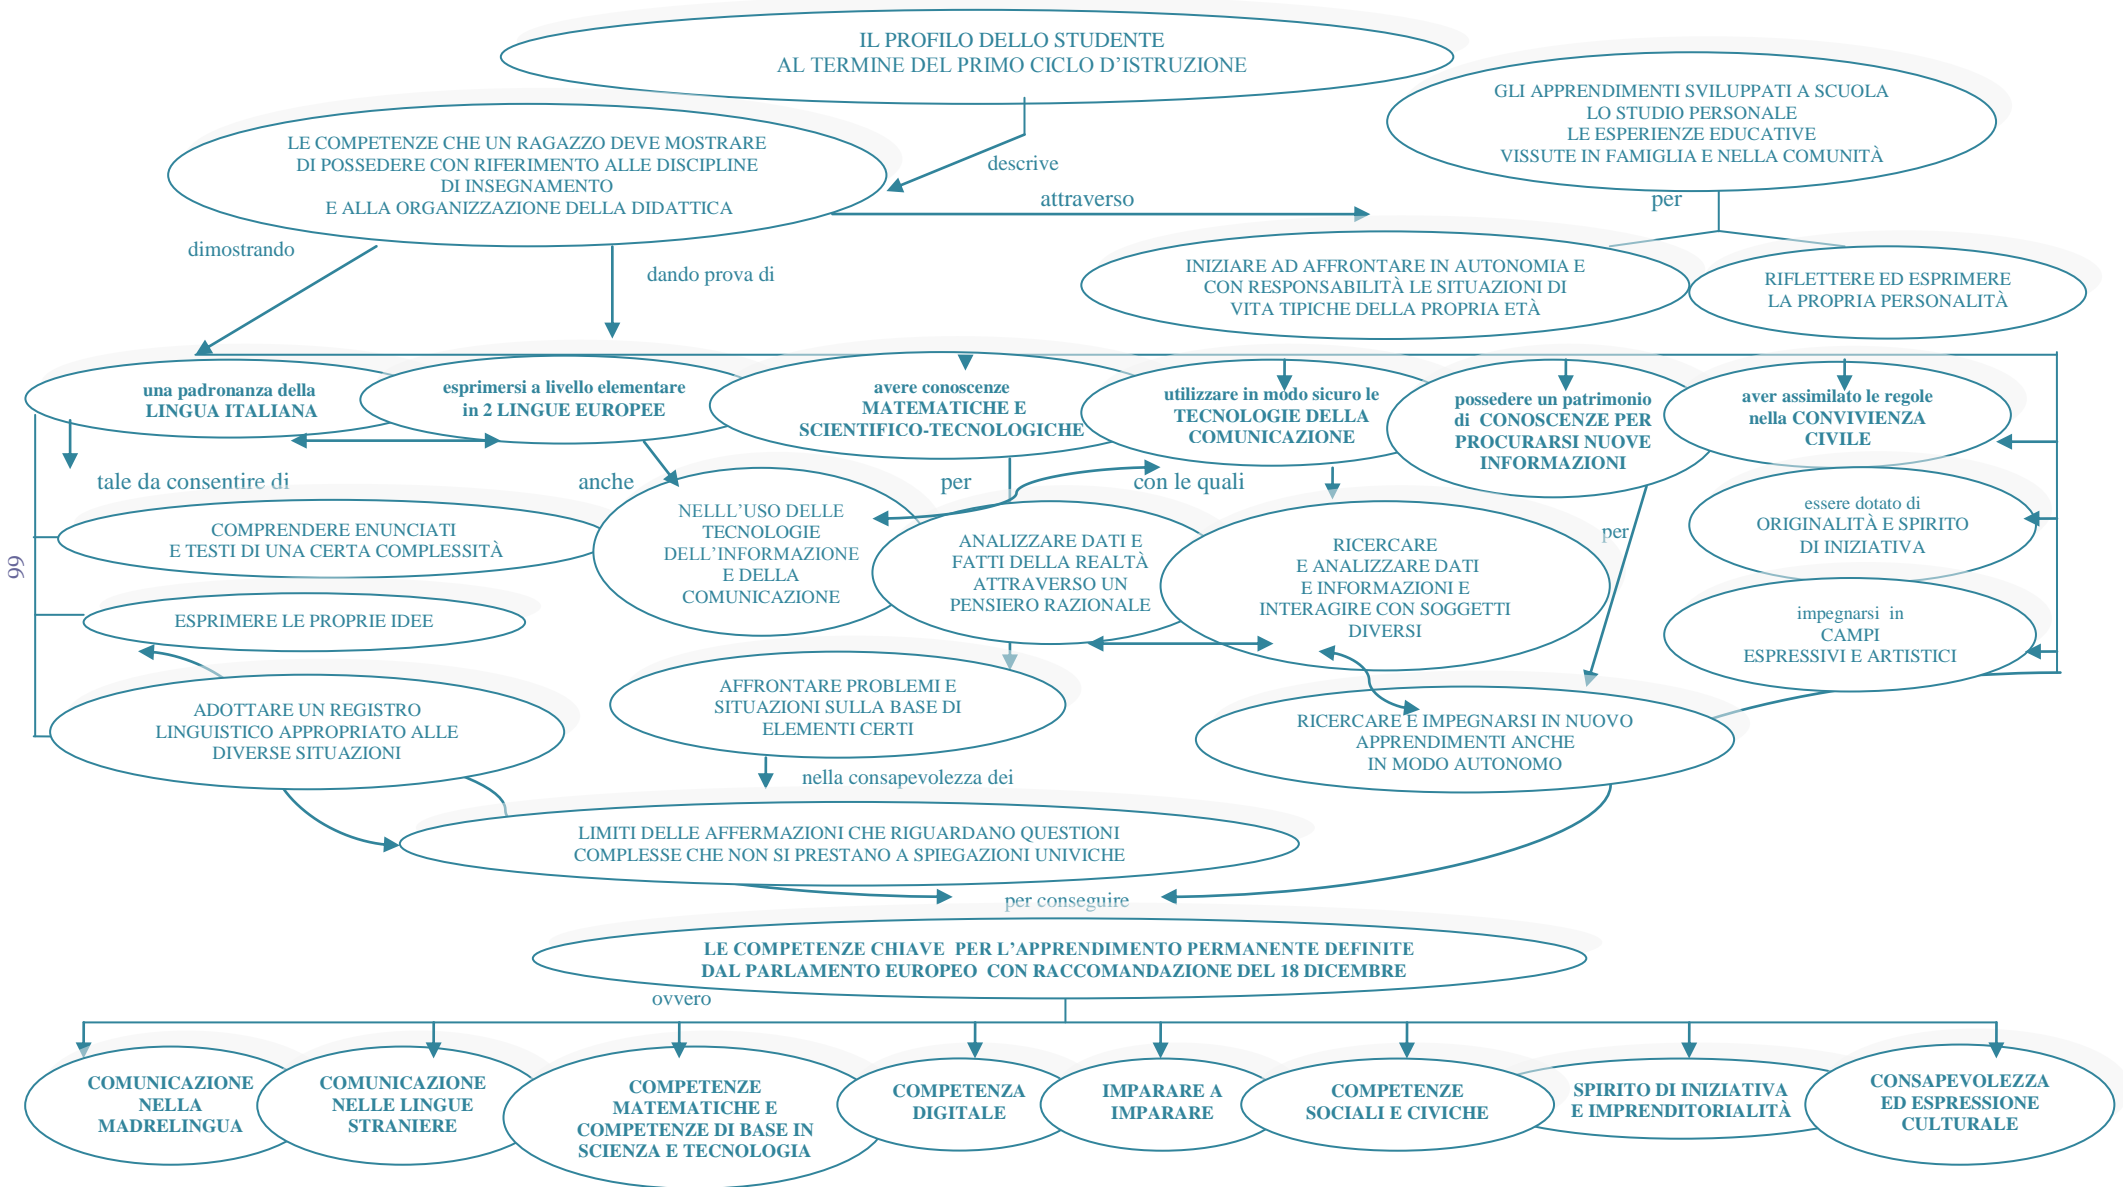 IL PROFILO DELLO STUDENTE
AL TERMINE DEL PRIMO CICLO D'ISTRUZIONE
GLI APPRENDIMENTI SVILUPPATI A SCUOLA
LO STUDIO PERSONALE
LE ESPERIENZE EDUCATIVE
VISSUTE IN FAMIGLIA E NELLA COMUNITÀ
LE COMPETENZE CHE UN RAGAZZO DEVE MOSTRARE
DI POSSEDERE CON RIFERIMENTO ALLE DISCIPLINE
DI INSEGNAMENTO
E ALLA ORGANIZZAZIONE DELLA DIDATTICA
descrive
attraverso
per
dimostrando
dando prova di
INIZIARE AD AFFRONTARE IN AUTONOMIA E
CON RESPONSABILITÀ LE SITUAZIONI DI
VITA TIPICHE DELLA PROPRIA ETÀ
RIFLETTERE ED ESPRIMERE
LA PROPRIA PERSONALITÀ
una padronanza della
LINGUA ITALIANA
esprimersi a livello elementare
in 2 LINGUE EUROPEE
avere conoscenze
MATEMATICHE E
SCIENTIFICO-TECNOLOGICHE
utilizzare in modo sicuro le
TECNOLOGIE DELLA
COMUNICAZIONE
possedere un patrimonio
di CONOSCENZE PER
PROCURARSI NUOVE
INFORMAZIONI
aver assimilato le regole
nella CONVIVIENZA
CIVILE
tale da consentire di
anche
per
con le quali
per
COMPRENDERE ENUNCIATI
E TESTI DI UNA CERTA COMPLESSITÀ
NELLL'USO DELLE
TECNOLOGIE
DELL'INFORMAZIONE
E DELLA
COMUNICAZIONE
ANALIZZARE DATI E
FATTI DELLA REALTÀ
ATTRAVERSO UN
PENSIERO RAZIONALE
RICERCARE
E ANALIZZARE DATI
E INFORMAZIONI E
INTERAGIRE CON SOGGETTI
DIVERSI
essere dotato di
ORIGINALITÀ E SPIRITO
DI INIZIATIVA
66
ESPRIMERE LE PROPRIE IDEE
impegnarsi in
CAMPI
ESPRESSIVI E ARTISTICI
ADOTTARE UN REGISTRO
LINGUISTICO APPROPRIATO ALLE
DIVERSE SITUAZIONI
AFFRONTARE PROBLEMI E
SITUAZIONI SULLA BASE DI
ELEMENTI CERTI
RICERCARE E IMPEGNARSI IN NUOVO
APPRENDIMENTI ANCHE
IN MODO AUTONOMO
nella consapevolezza dei
LIMITI DELLE AFFERMAZIONI CHE RIGUARDANO QUESTIONI
COMPLESSE CHE NON SI PRESTANO A SPIEGAZIONI UNIVICHE
per conseguire
LE COMPETENZE CHIAVE PER L'APPRENDIMENTO PERMANENTE DEFINITE
DAL PARLAMENTO EUROPEO CON RACCOMANDAZIONE DEL 18 DICEMBRE
ovvero
COMUNICAZIONE
NELLA
MADRELINGUA
COMUNICAZIONE
NELLE LINGUE
STRANIERE
COMPETENZE
MATEMATICHE E
COMPETENZE DI BASE IN
SCIENZA E TECNOLOGIA
COMPETENZA
DIGITALE
IMPARARE A
IMPARARE
COMPETENZE
SOCIALI E CIVICHE
SPIRITO DI INIZIATIVA
E IMPRENDITORIALITÀ
CONSAPEVOLEZZA
ED ESPRESSIONE
CULTURALE